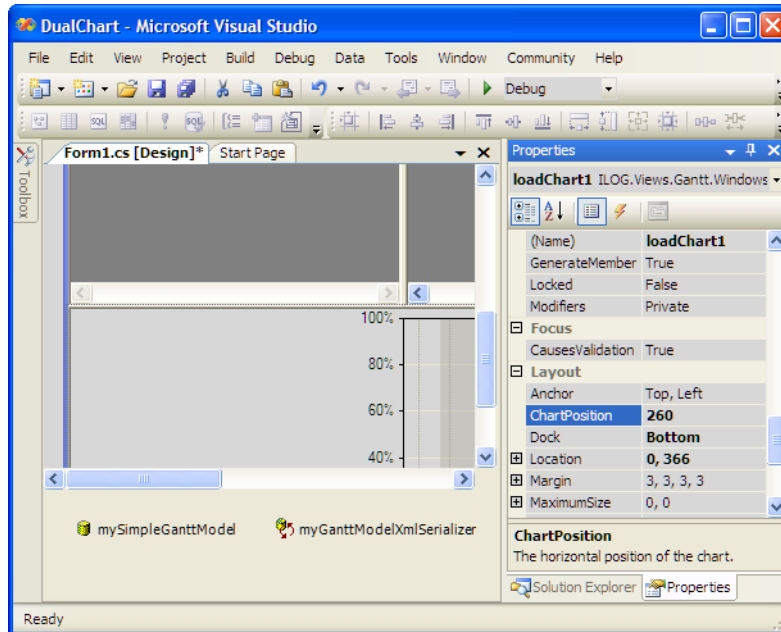 DualChart - Microsoft Visual Studio
File Edit View Project Build Debug Data Tools Window Community Help
Debug
Form1.cs [Design]* Start Page
Toolbox
100%
80%
60%
40%
mySimpleGanttModel myGanttModelXmlSerializer
Properties
loadChart1 ILOG.Views.Gantt.Windows
(Name) loadChart1
GenerateMember True
Locked False
Modifiers Private
Focus
CausesValidation True
Layout
Anchor Top, Left
ChartPosition 260
Dock Bottom
Location 0, 366
Margin 3, 3, 3, 3
MaximumSize 0, 0
ChartPosition
The horizontal position of the chart.
Solution Explorer Properties
Ready